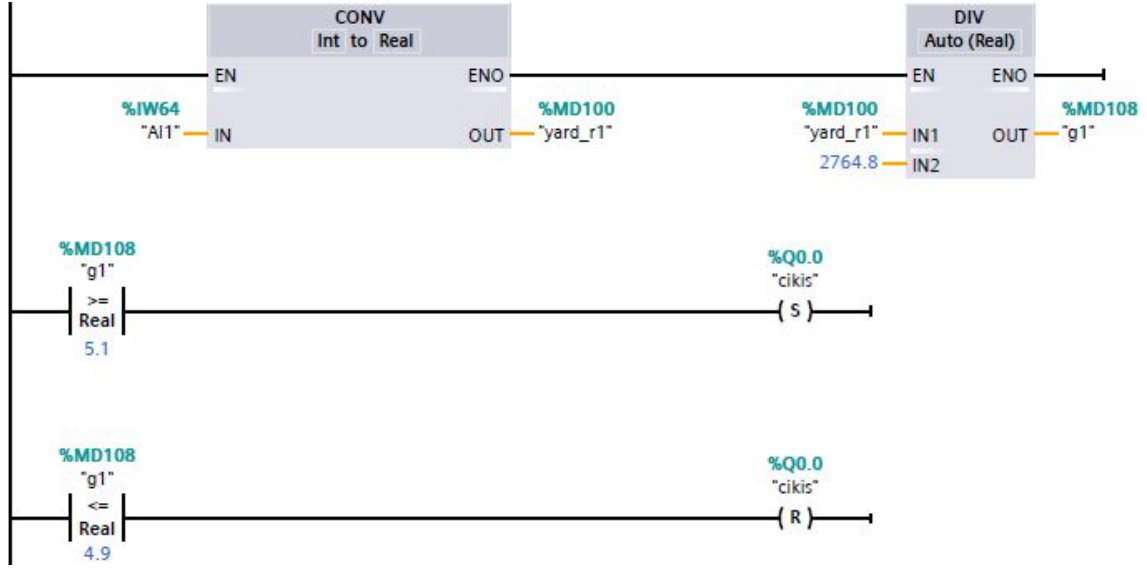 CONV
Int to Real
EN ENO
%IW64
"AI1" IN
%MD100
OUT "yard_r1"
DIV
Auto (Real)
EN ENO
%MD100
"yard_r1" IN1
2764.8 IN2
%MD108
OUT "g1"
%MD108
"g1"
>=
Real
5.1
%Q0.0
"cikis"
( S )
%MD108
"g1"
<=
Real
4.9
%Q0.0
"cikis"
( R )